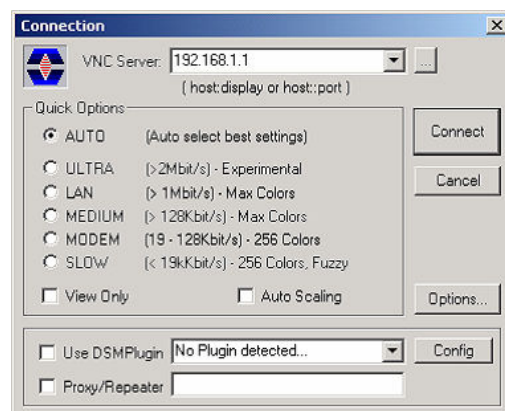 Connection
VNC Server: 192.168.1.1 ...
( host:display or host::port )
Quick Options
AUTO (Auto select best settings)
Connect
ULTRA (>2Mbit/s) - Experimental
Cancel
LAN (> 1Mbit/s) - Max Colors
MEDIUM (> 128Kbit/s) - Max Colors
MODEM (19 - 128Kbit/s) - 256 Colors
SLOW (< 19kKbit/s) - 256 Colors, Fuzzy
View Only Auto Scaling Options...
Use DSMPlugin No Plugin detected... Config
Proxy/Repeater